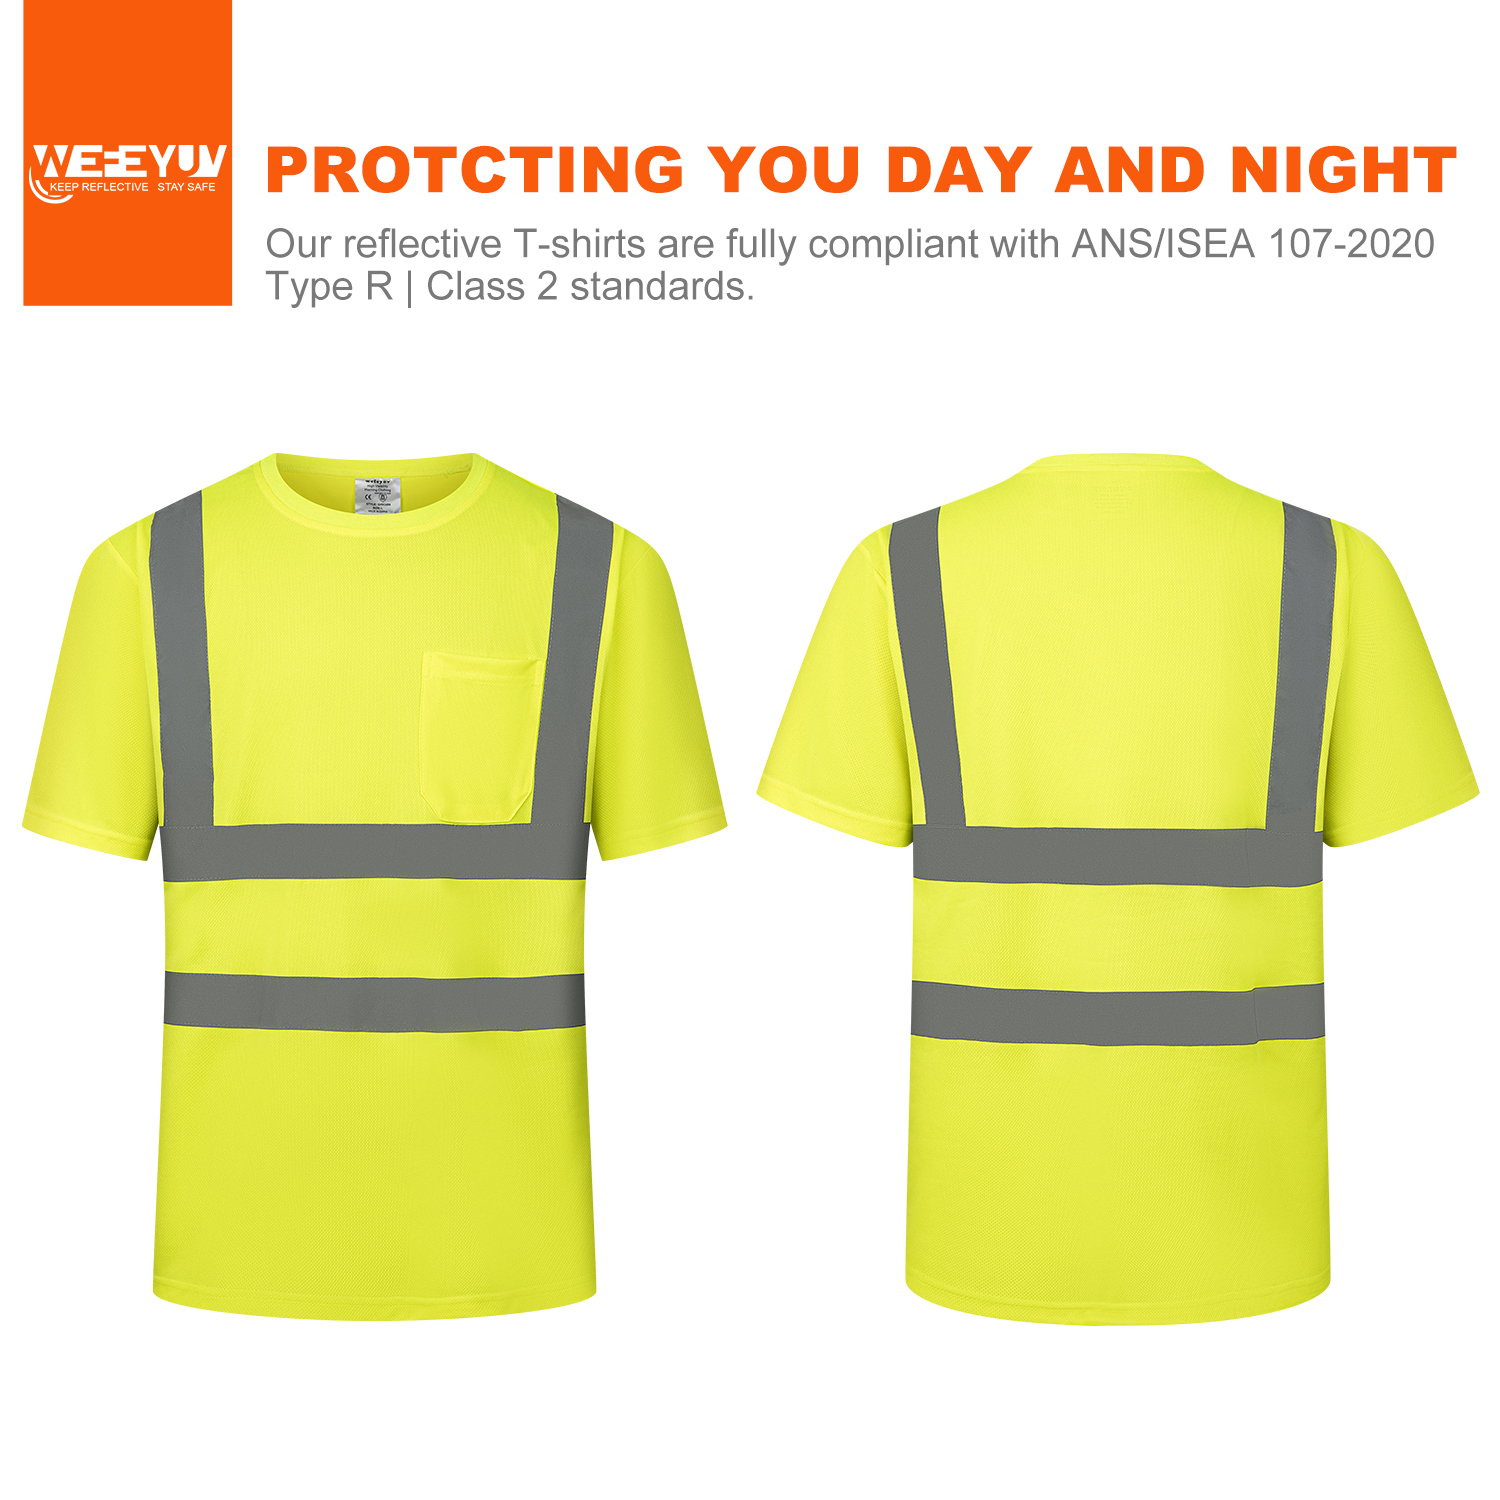 WEFEYUV
KEEP REFLECTIVE STAY SAFE
PROTCTING YOU DAY AND NIGHT
Our reflective T-shirts are fully compliant with ANS/ISEA 107-2020
Type R | Class 2 standards.